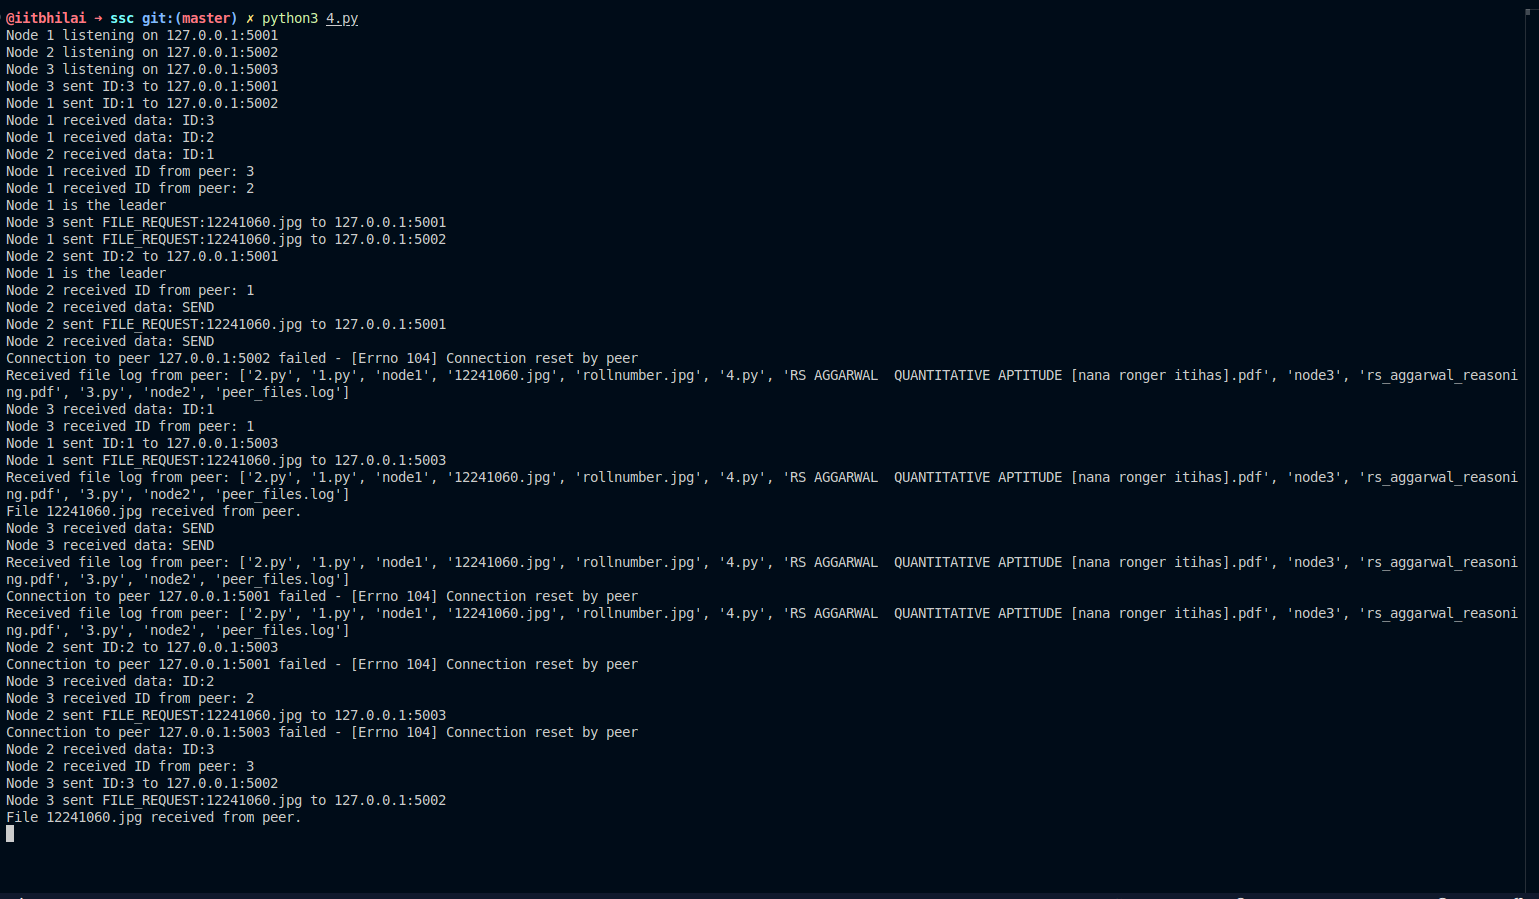 @iitbhilai → ssc git:(master) ✗ python3 4.py
Node 1 listening on 127.0.0.1:5001
Node 2 listening on 127.0.0.1:5002
Node 3 listening on 127.0.0.1:5003
Node 3 sent ID:3 to 127.0.0.1:5001
Node 1 sent ID:1 to 127.0.0.1:5002
Node 1 received data: ID:3
Node 1 received data: ID:2
Node 2 received data: ID:1
Node 1 received ID from peer: 3
Node 1 received ID from peer: 2
Node 1 is the leader
Node 3 sent FILE_REQUEST:12241060.jpg to 127.0.0.1:5001
Node 1 sent FILE_REQUEST:12241060.jpg to 127.0.0.1:5002
Node 2 sent ID:2 to 127.0.0.1:5001
Node 1 is the leader
Node 2 received ID from peer: 1
Node 2 received data: SEND
Node 2 sent FILE_REQUEST:12241060.jpg to 127.0.0.1:5001
Node 2 received data: SEND
Connection to peer 127.0.0.1:5002 failed - [Errno 104] Connection reset by peer
Received file log from peer: ['2.py', '1.py', 'node1', '12241060.jpg', 'rollnumber.jpg', '4.py', 'RS AGGARWAL  QUANTITATIVE APTITUDE [nana ronger itihas].pdf', 'node3', 'rs_aggarwal_reasoni
ng.pdf', '3.py', 'node2', 'peer_files.log']
Node 3 received data: ID:1
Node 3 received ID from peer: 1
Node 1 sent ID:1 to 127.0.0.1:5003
Node 1 sent FILE_REQUEST:12241060.jpg to 127.0.0.1:5003
Received file log from peer: ['2.py', '1.py', 'node1', '12241060.jpg', 'rollnumber.jpg', '4.py', 'RS AGGARWAL  QUANTITATIVE APTITUDE [nana ronger itihas].pdf', 'node3', 'rs_aggarwal_reasoni
ng.pdf', '3.py', 'node2', 'peer_files.log']
File 12241060.jpg received from peer.
Node 3 received data: SEND
Node 3 received data: SEND
Received file log from peer: ['2.py', '1.py', 'node1', '12241060.jpg', 'rollnumber.jpg', '4.py', 'RS AGGARWAL  QUANTITATIVE APTITUDE [nana ronger itihas].pdf', 'node3', 'rs_aggarwal_reasoni
ng.pdf', '3.py', 'node2', 'peer_files.log']
Connection to peer 127.0.0.1:5001 failed - [Errno 104] Connection reset by peer
Received file log from peer: ['2.py', '1.py', 'node1', '12241060.jpg', 'rollnumber.jpg', '4.py', 'RS AGGARWAL  QUANTITATIVE APTITUDE [nana ronger itihas].pdf', 'node3', 'rs_aggarwal_reasoni
ng.pdf', '3.py', 'node2', 'peer_files.log']
Node 2 sent ID:2 to 127.0.0.1:5003
Connection to peer 127.0.0.1:5001 failed - [Errno 104] Connection reset by peer
Node 3 received data: ID:2
Node 3 received ID from peer: 2
Node 2 sent FILE_REQUEST:12241060.jpg to 127.0.0.1:5003
Connection to peer 127.0.0.1:5003 failed - [Errno 104] Connection reset by peer
Node 2 received data: ID:3
Node 2 received ID from peer: 3
Node 3 sent ID:3 to 127.0.0.1:5002
Node 3 sent FILE_REQUEST:12241060.jpg to 127.0.0.1:5002
File 12241060.jpg received from peer.